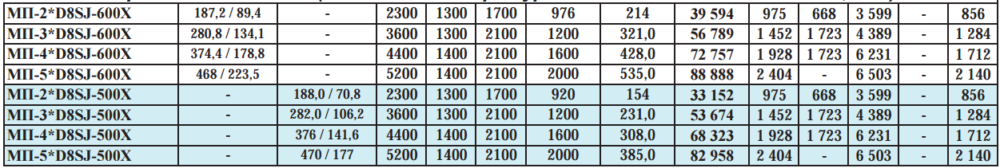 МП-2*D8SJ-600X 187,2 / 89,4 - 2300 1300 1700 976 214 39 594 975 668 3 599 - 856
МП-3*D8SJ-600X 280,8 / 134,1 - 3600 1300 2100 1200 321,0 56 789 1 452 1 723 4 389 - 1 284
МП-4*D8SJ-600X 374,4 / 178,8 - 4400 1400 2100 1600 428,0 72 757 1 928 1 723 6 231 - 1 712
МП-5*D8SJ-600X 468 / 223,5 - 5200 1400 2100 2000 535,0 88 888 2 404 - 6 503 - 2 140
МП-2*D8SJ-500X - 188,0 / 70,8 2300 1300 1700 920 154 33 152 975 668 3 599 - 856
МП-3*D8SJ-500X - 282,0 / 106,2 3600 1300 2100 1200 231,0 53 674 1 452 1 723 4 389 - 1 284
МП-4*D8SJ-500X - 376 / 141,6 4400 1400 2100 1600 308,0 68 323 1 928 1 723 6 231 - 1 712
МП-5*D8SJ-500X - 470 / 177 5200 1400 2100 2000 385,0 82 958 2 404 - 6 503 - 2 140